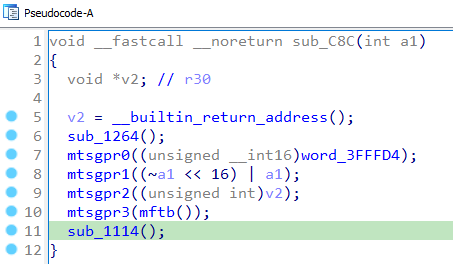 Pseudocode-A
1 void __fastcall __noreturn sub_C8C(int a1)
2 {
3   void *v2; // r30
4
5   v2 = __builtin_return_address();
6   sub_1264();
7   mtsgpr0((unsigned __int16)word_3FFFD4);
8   mtsgpr1((~a1 << 16) | a1);
9   mtsgpr2((unsigned int)v2);
10   mtsgpr3(mftb());
11   sub_1114();
12 }